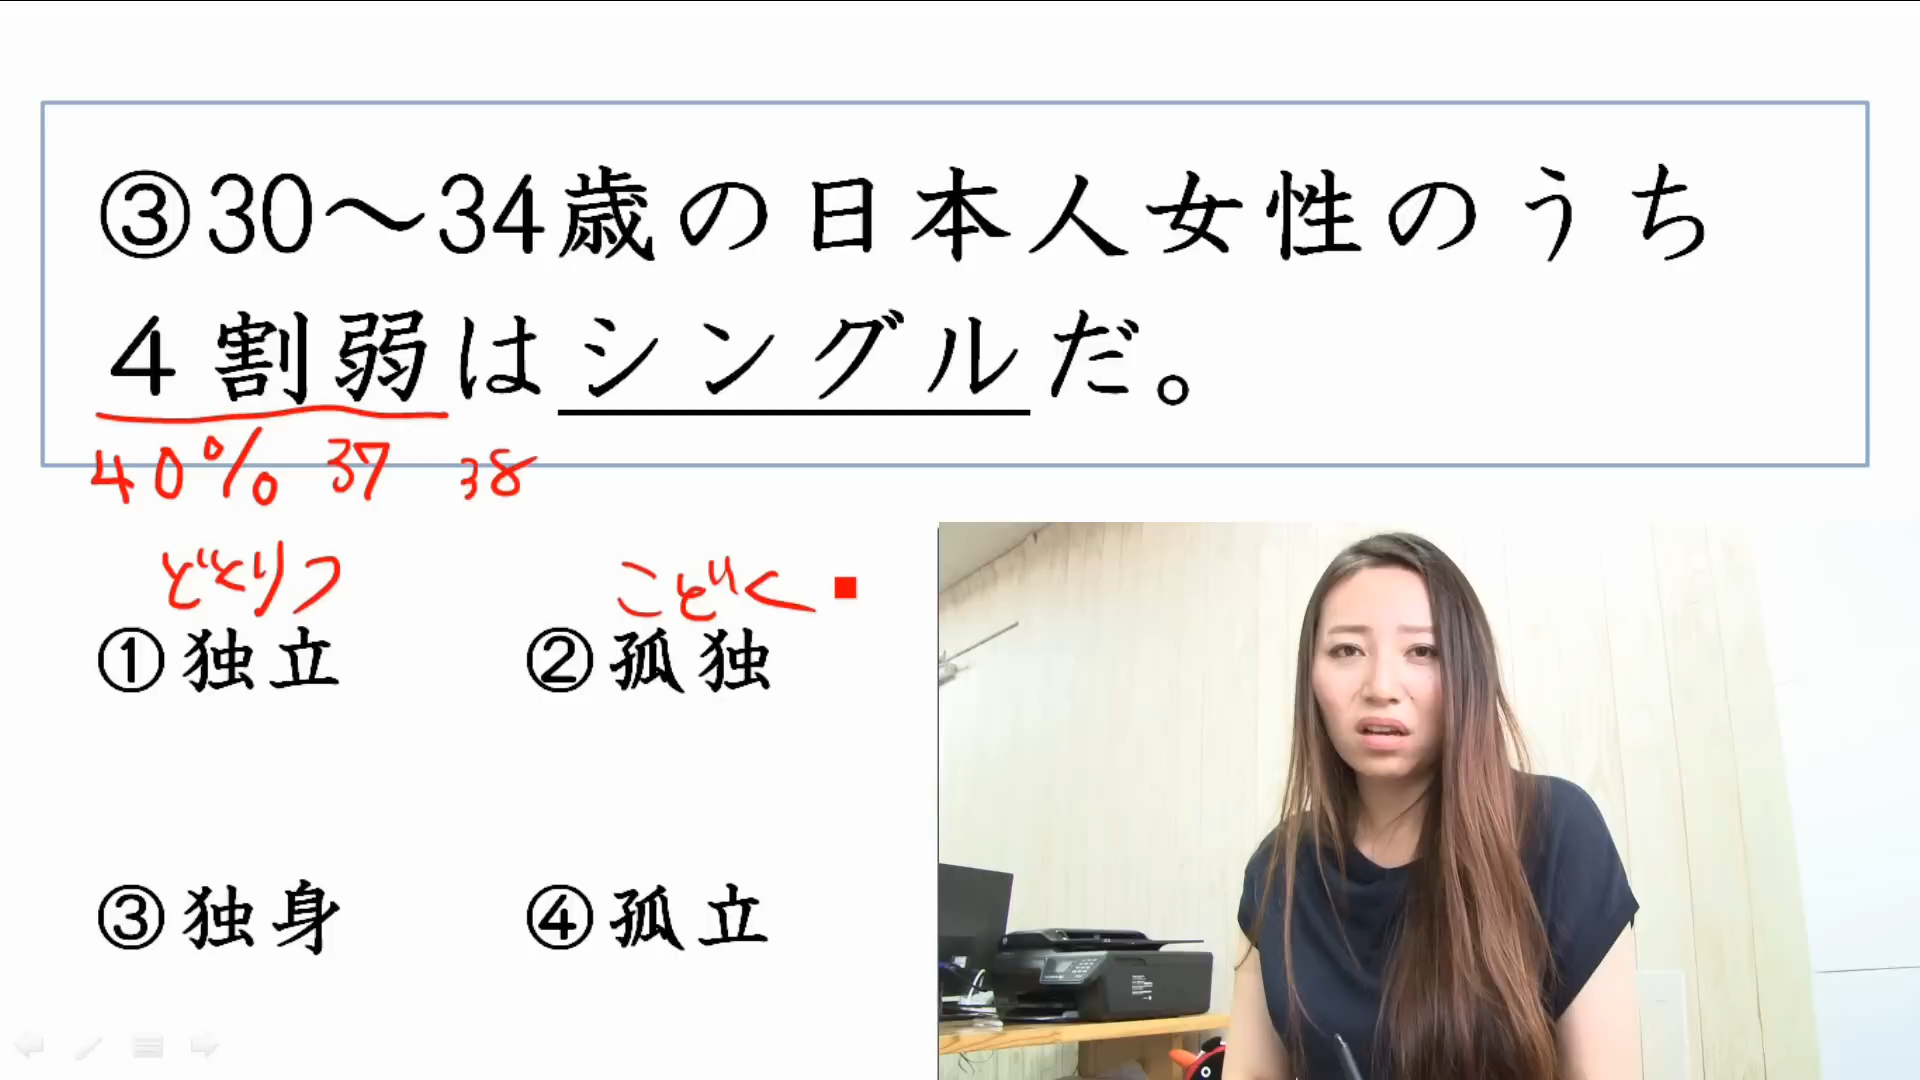 ③30～34歳の日本人女性のうち
４割弱はシングルだ。
40% 37 38
どくりつ こどく
①独立 ②孤独
③独身 ④孤立